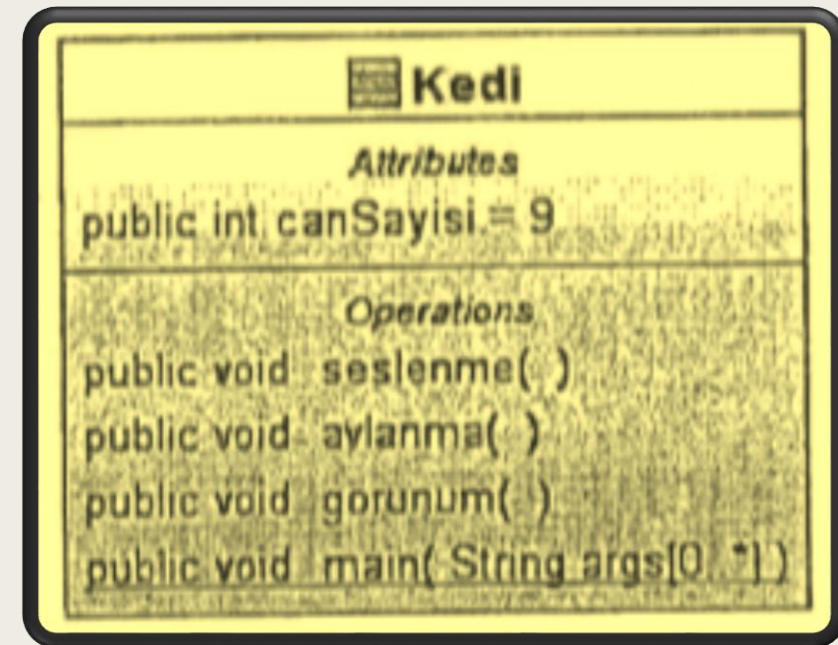 Kedi
Attributes
public int canSayisi = 9
Operations
public void seslenme( )
public void avlanma( )
public void gorunum( )
public void main( String args[0..*] )